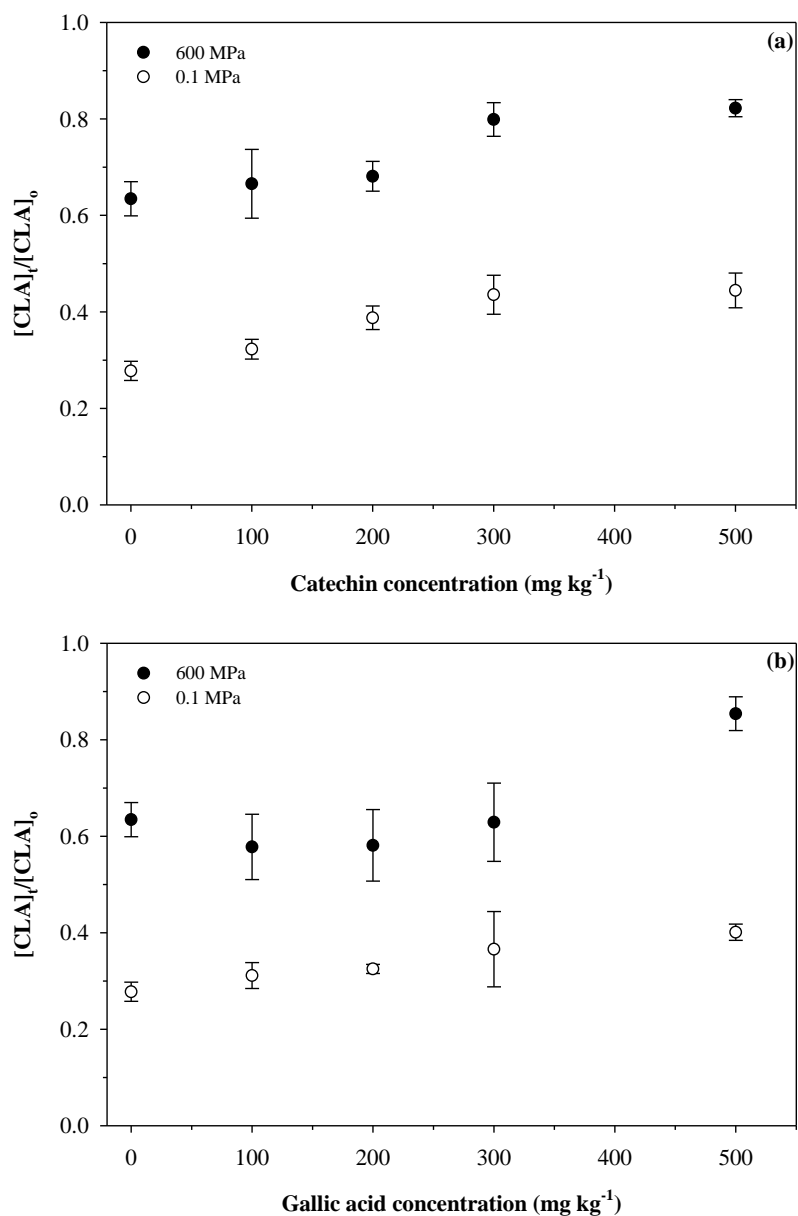 (a)
600 MPa
0.1 MPa
1.0
0.8
0.6
0.4
0.2
0.0
[CLA]t/[CLA]o
0 100 200 300 400 500
Catechin concentration (mg kg-1)
(b)
600 MPa
0.1 MPa
1.0
0.8
0.6
0.4
0.2
0.0
[CLA]t/[CLA]o
0 100 200 300 400 500
Gallic acid concentration (mg kg-1)